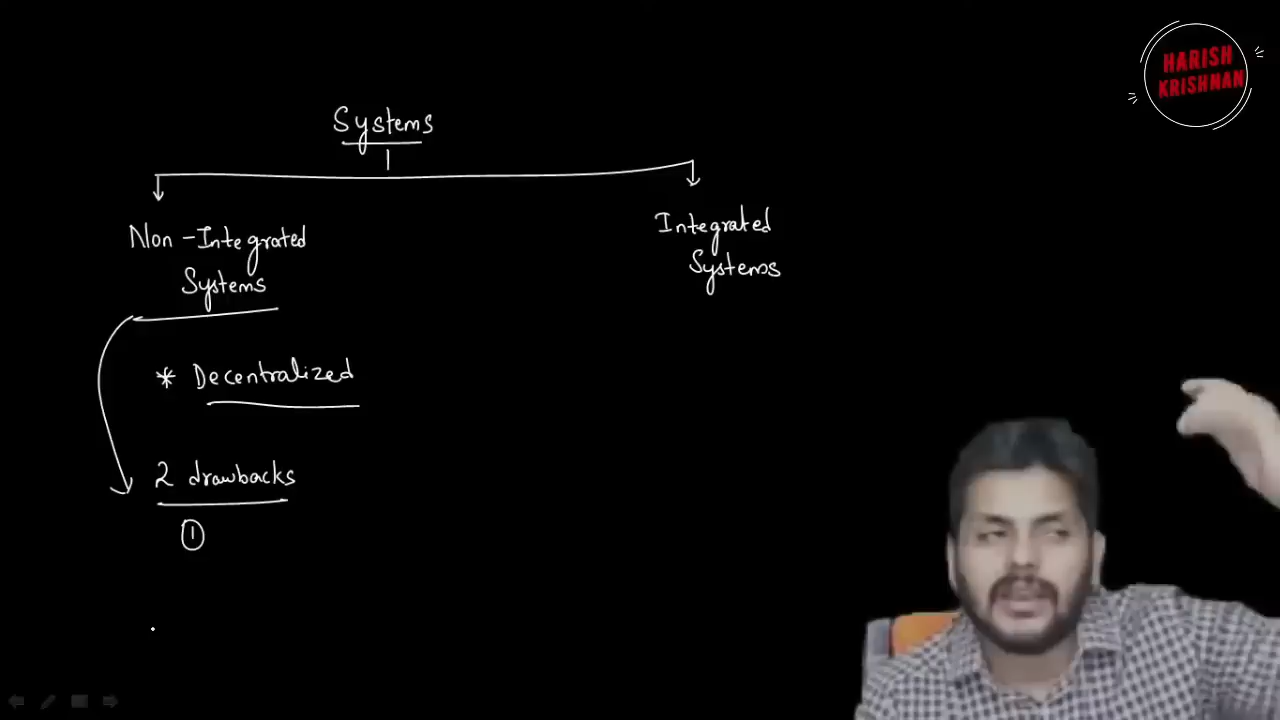 HARISH
KRISHNAN
Systems
Non-Integrated
Systems
Integrated
Systems
* Decentralized
2 drawbacks
①